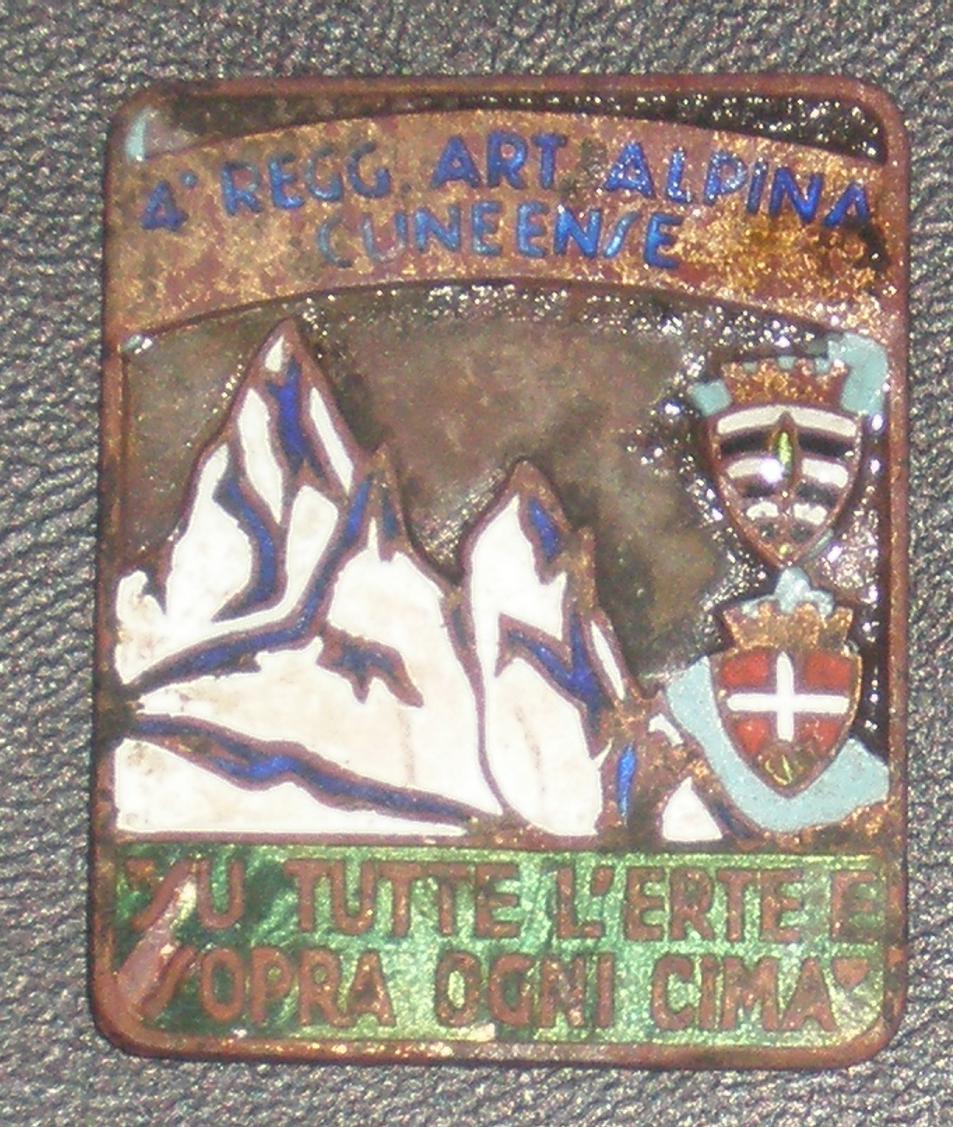 4° REGG. ART. ALPINA
CUNEENSE
SU TUTTE L'ERTE E
SOPRA OGNI CIMA"